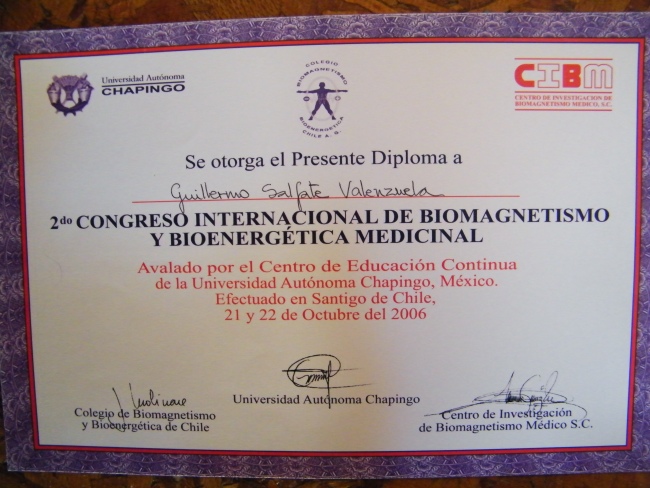 Universidad Autónoma
CHAPINGO
COLEGIO
BIOMAGNETISMO
BIOENERGETICA
CHILE A. G.
CIBM
CENTRO DE INVESTIGACION DE
BIOMAGNETISMO MEDICO, S.C.
Se otorga el Presente Diploma a
Guillermo Salfate Valenzuela
2do CONGRESO INTERNACIONAL DE BIOMAGNETISMO
Y BIOENERGÉTICA MEDICINAL
Avalado por el Centro de Educación Continua
de la Universidad Autónoma Chapingo, México.
Efectuado en Santigo de Chile,
21 y 22 de Octubre del 2006
Colegio de Biomagnetismo
y Bioenergética de Chile
Universidad Autónoma Chapingo
Centro de Investigación
de Biomagnetismo Médico S.C.